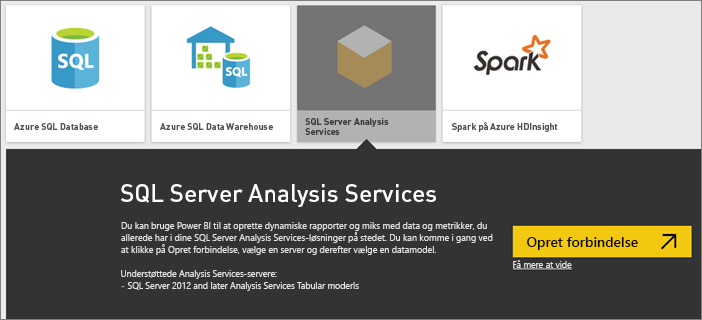 SQL
SQL
Spark
Azure SQL Database
Azure SQL Data Warehouse
SQL Server Analysis
Services
Spark på Azure HDInsight
SQL Server Analysis Services
Du kan bruge Power BI til at oprette dynamiske rapporter og miks med data og metrikker, du
allerede har i dine SQL Server Analysis Services-løsninger på stedet. Du kan komme i gang ved
at klikke på Opret forbindelse, vælge en server og derefter vælge en datamodel.
Understøttede Analysis Services-servere:
- SQL Server 2012 and later Analysis Services Tabular moderls
Opret forbindelse
Få mere at vide